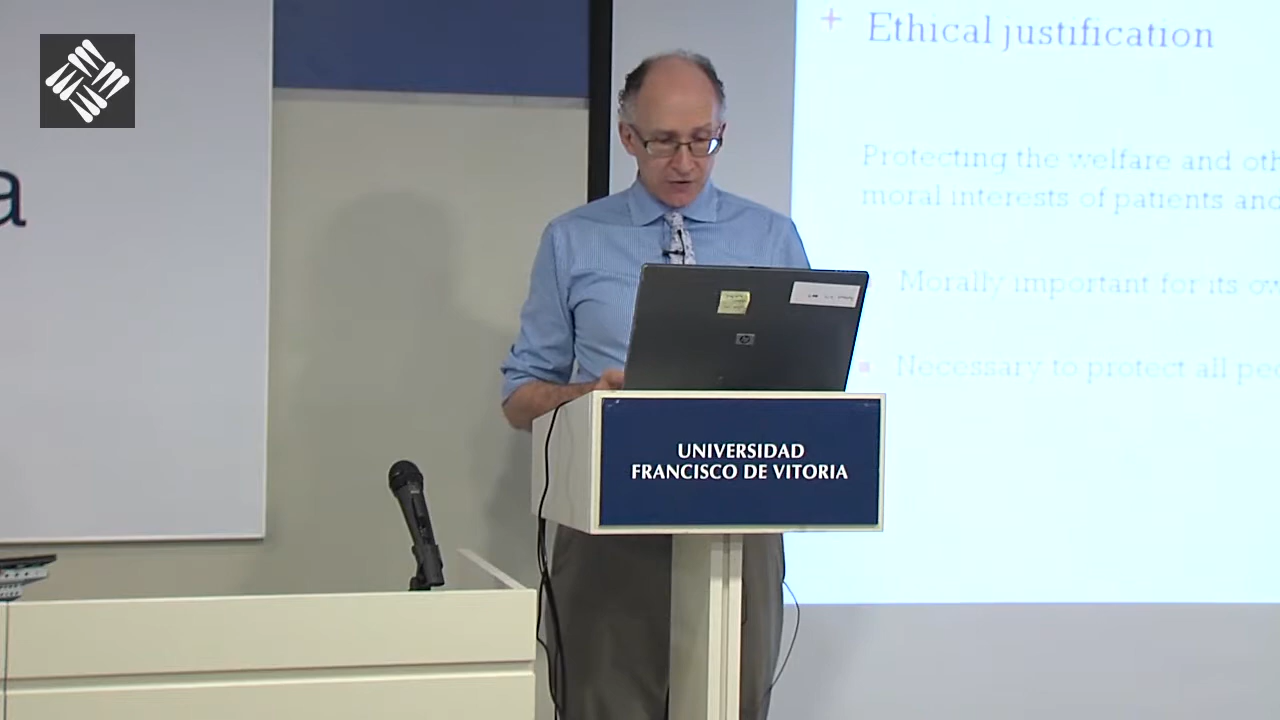 a
Ethical justification
Protecting the welfare and oth
moral interests of patients and
Morally important for its ow
Necessary to protect all peo
hp
UNIVERSIDAD
FRANCISCO DE VITORIA